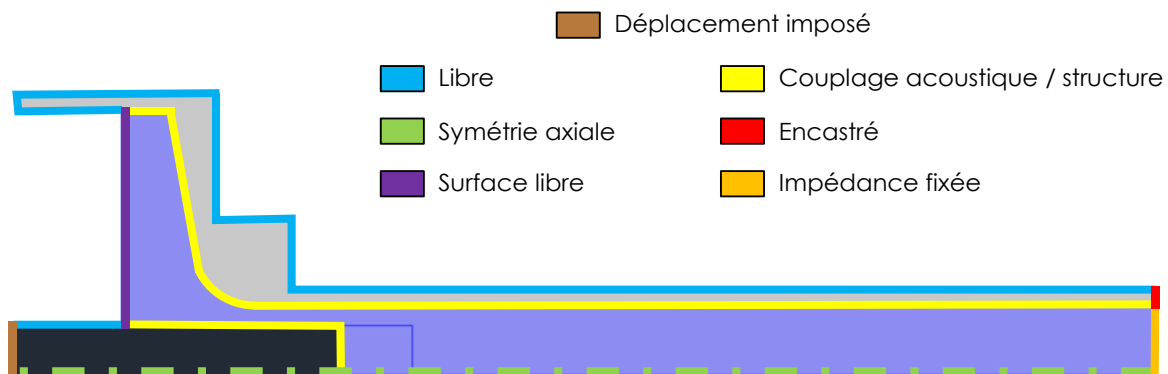 Déplacement imposé
Libre
Couplage acoustique / structure
Symétrie axiale
Encastré
Surface libre
Impédance fixée